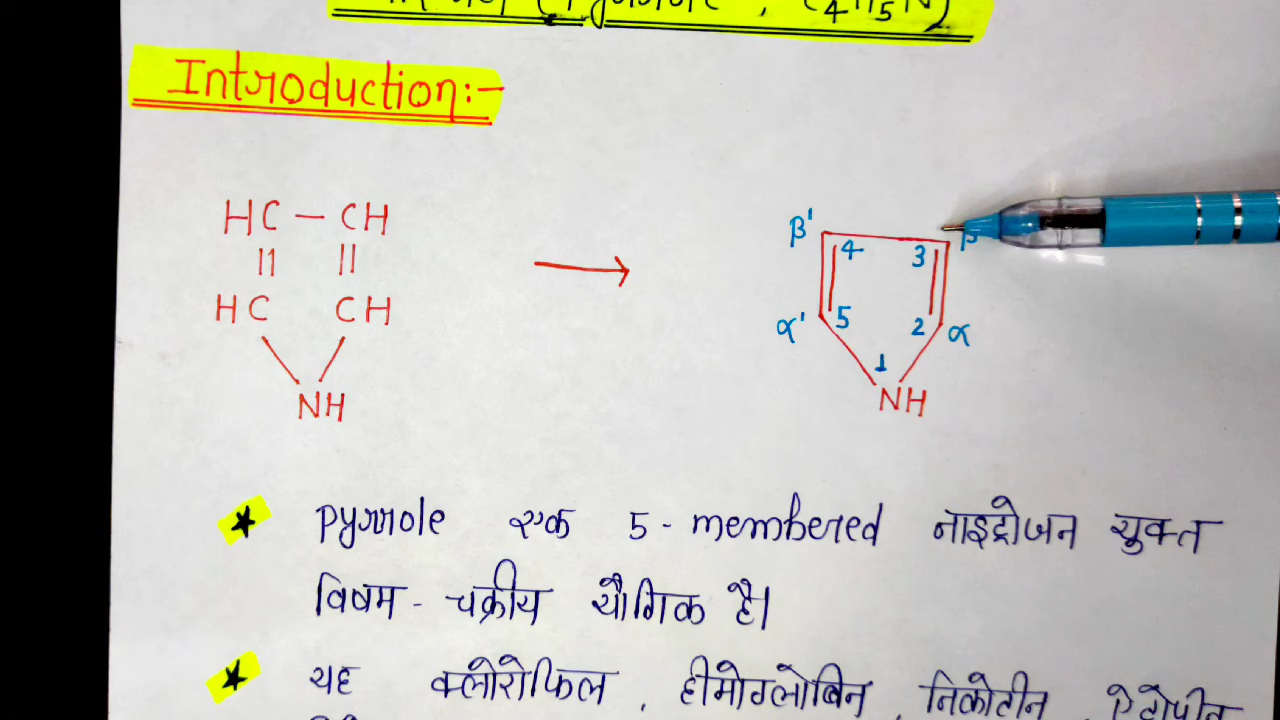 C₄H₅N)
Introduction:-
HC — CH
HC CH
NH
β' 4 3 β
α' 5 2 α
1
NH
★ Pyrrole एक 5-membered नाइट्रोजन युक्त
विषम-चक्रीय यौगिक है।
★ यह क्लोरोफिल, हीमोग्लोबिन, निकोटीन,